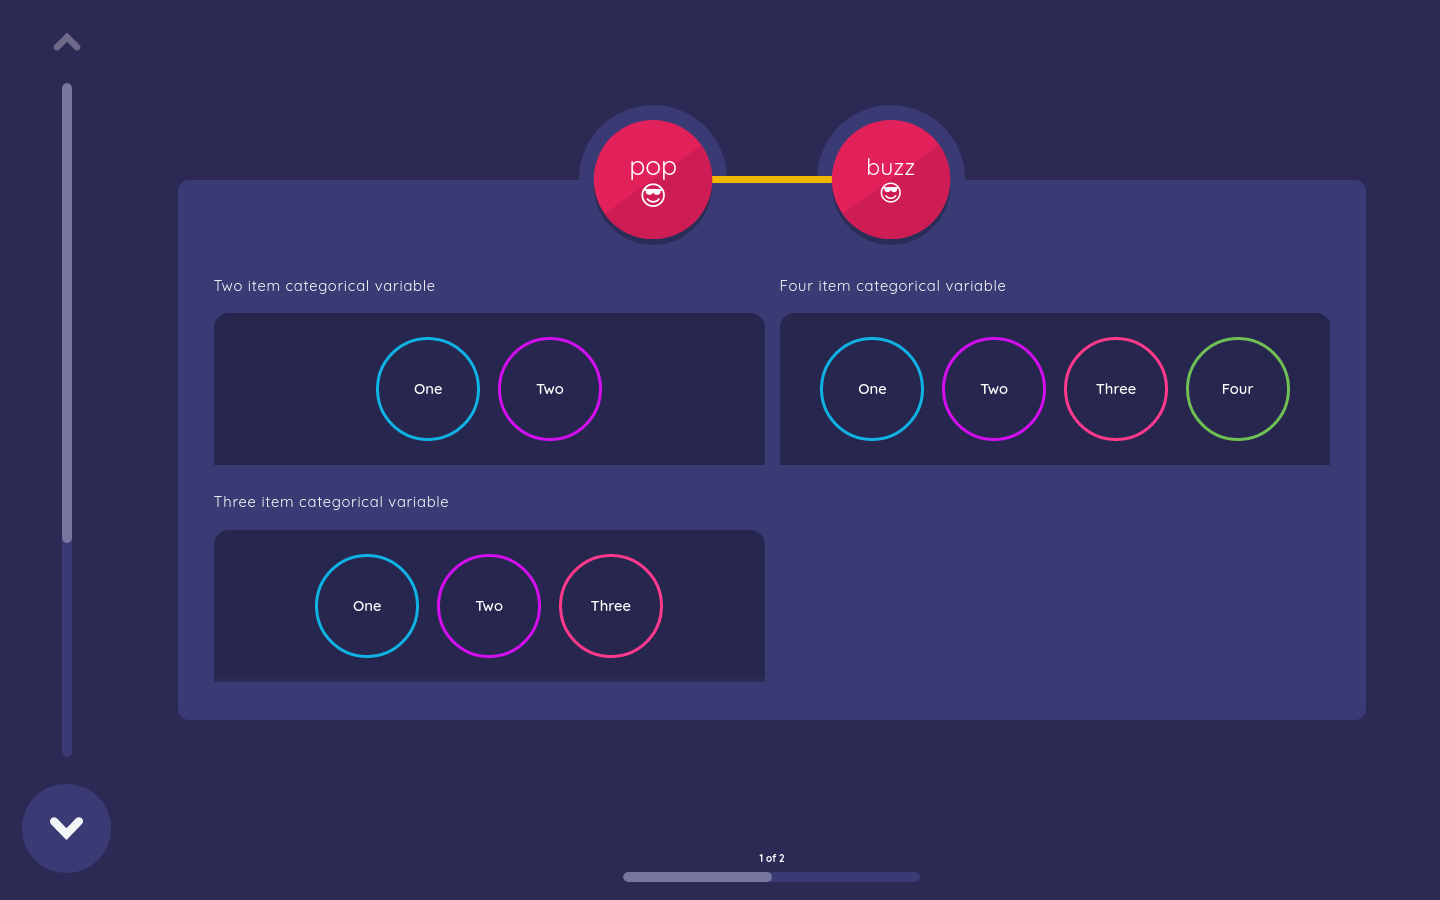 pop
buzz
Two item categorical variable
One
Two
Four item categorical variable
One
Two
Three
Four
Three item categorical variable
One
Two
Three
1 of 2